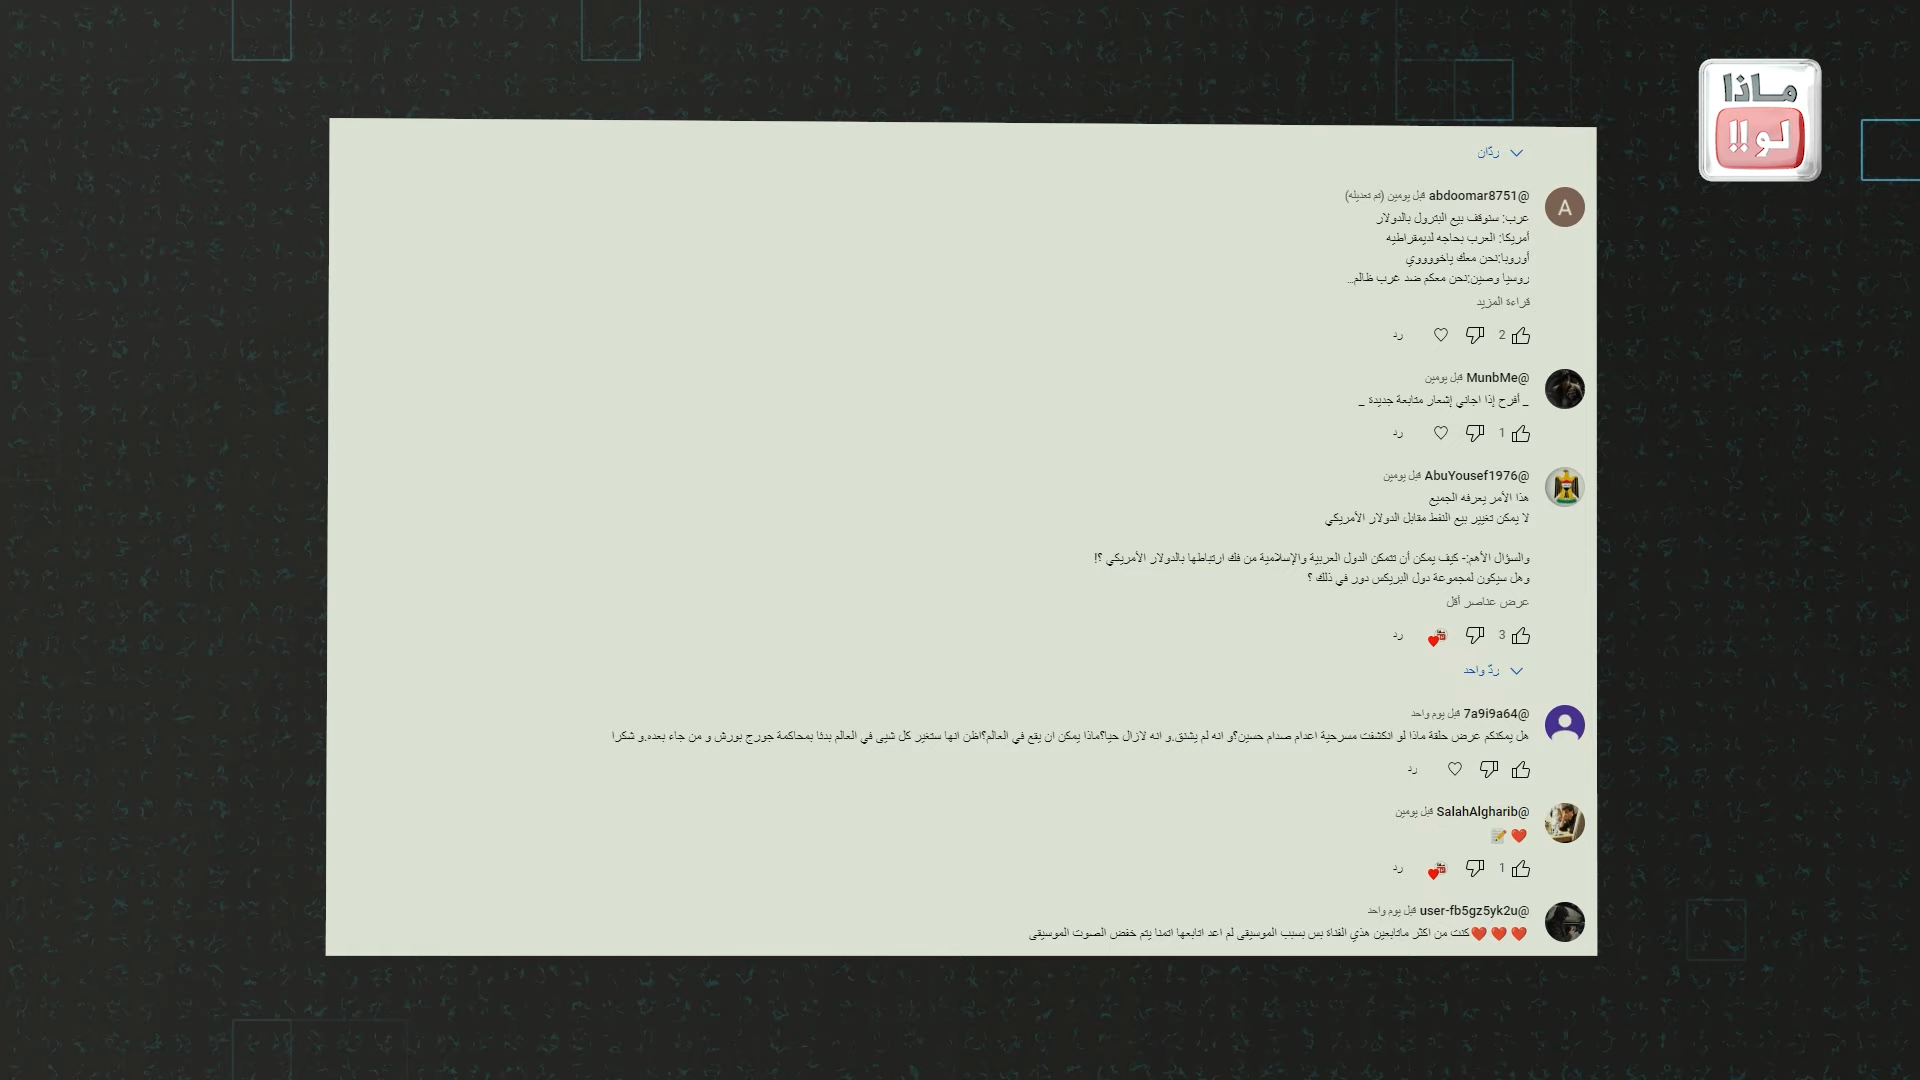 ماذا
لو!!
ردّان
@abdoomar8751 قبل يومين (تم تعديله)
A
عرب: سنوقف بيع البترول بالدولار
أمريكا: العرب بحاجه لديمقراطيه
أوروبا:نحن معك ياخووووي
روسيا وصين:نحن معكم ضد غرب ظالم...
قراءة المزيد
2 رد
@MunbMe قبل يومين
_ أفرح إذا اجاني إشعار متابعة جديدة _
1 رد
@AbuYousef1976 قبل يومين
هذا الأمر يعرفه الجميع
لا يمكن تغيير بيع النفط مقابل الدولار الأمريكي
والسؤال الأهم:- كيف يمكن أن تتمكن الدول العربية والإسلامية من فك ارتباطها بالدولار الأمريكي ؟!
وهل سيكون لمجموعة دول البريكس دور في ذلك ؟
عرض عناصر أقل
3 رد
ردّ واحد
@7a9i9a64 قبل يوم واحد
هل يمكنكم عرض حلقة ماذا لو انكشفت مسرحية اعدام صدام حسين؟و انه لم يشنق.و انه لازال حيا؟ماذا يمكن ان يقع في العالم؟اظن انها ستغير كل شيى في العالم بدئا بمحاكمة جورج بورش و من جاء بعده.و شكرا
رد
@SalahAlgharib قبل يومين
❤️ 📝
1 رد
@user-fb5gz5yk2u قبل يوم واحد
❤️❤️❤️كنت من اكثر ماتابعين هذي القناة بس بسبب الموسيقى لم اعد اتابعها اتمنا يتم خفض الصوت الموسيقى